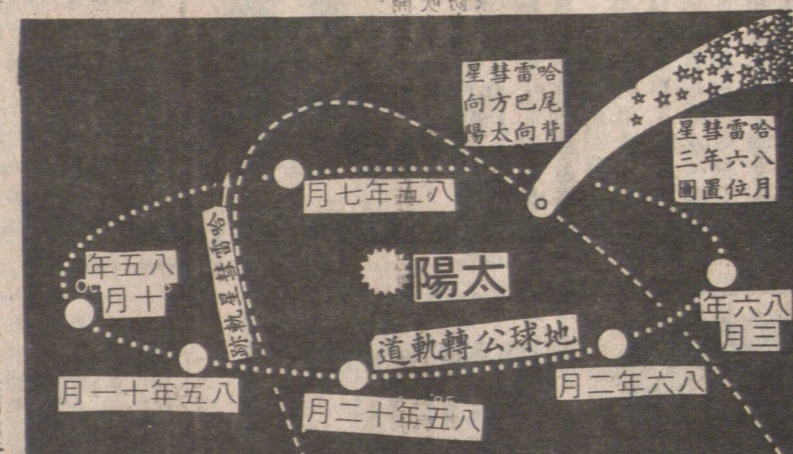 哈雷彗星
尾巴方向
背向太陽
哈雷彗星
八六年三
月位置圖
八五年七月
哈雷彗星軌跡
八五年
十月
太陽
八六年
三月
地球公轉軌道
八六年二月
八五年十二月
八五年十一月